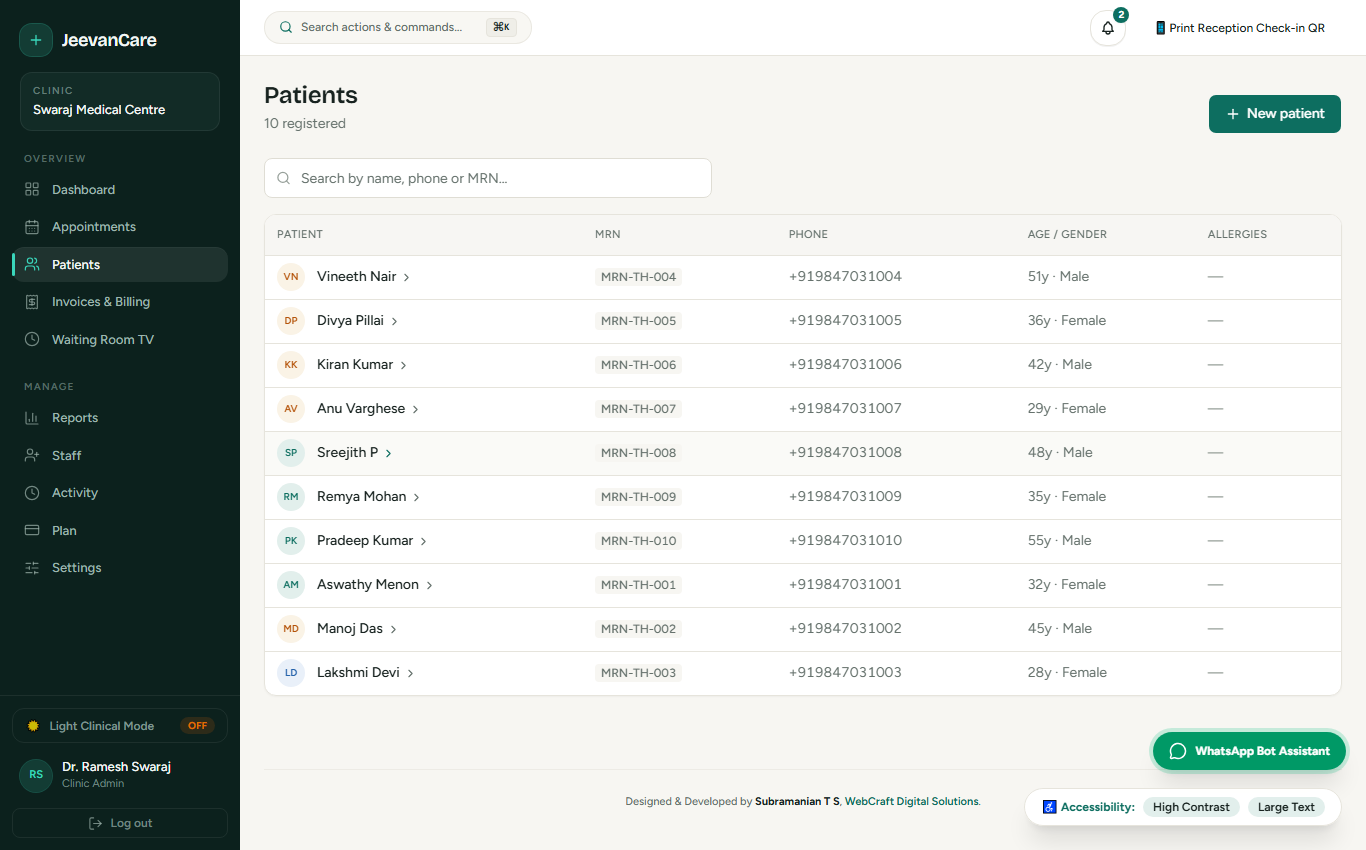 JeevanCare
CLINIC
Swaraj Medical Centre
OVERVIEW
Dashboard
Appointments
Patients
Invoices & Billing
Waiting Room TV
MANAGE
Reports
Staff
Activity
Plan
Settings
Light Clinical Mode OFF
RS Dr. Ramesh Swaraj
Clinic Admin
Log out
Search actions & commands... ⌘K
2
Print Reception Check-in QR
Patients
10 registered
+ New patient
Search by name, phone or MRN...
PATIENT MRN PHONE AGE / GENDER ALLERGIES
VN Vineeth Nair MRN-TH-004 +919847031004 51y · Male —
DP Divya Pillai MRN-TH-005 +919847031005 36y · Female —
KK Kiran Kumar MRN-TH-006 +919847031006 42y · Male —
AV Anu Varghese MRN-TH-007 +919847031007 29y · Female —
SP Sreejith P MRN-TH-008 +919847031008 48y · Male —
RM Remya Mohan MRN-TH-009 +919847031009 35y · Female —
PK Pradeep Kumar MRN-TH-010 +919847031010 55y · Male —
AM Aswathy Menon MRN-TH-001 +919847031001 32y · Female —
MD Manoj Das MRN-TH-002 +919847031002 45y · Male —
LD Lakshmi Devi MRN-TH-003 +919847031003 28y · Female —
WhatsApp Bot Assistant
Designed & Developed by Subramanian T S, WebCraft Digital Solutions.
Accessibility: High Contrast Large Text